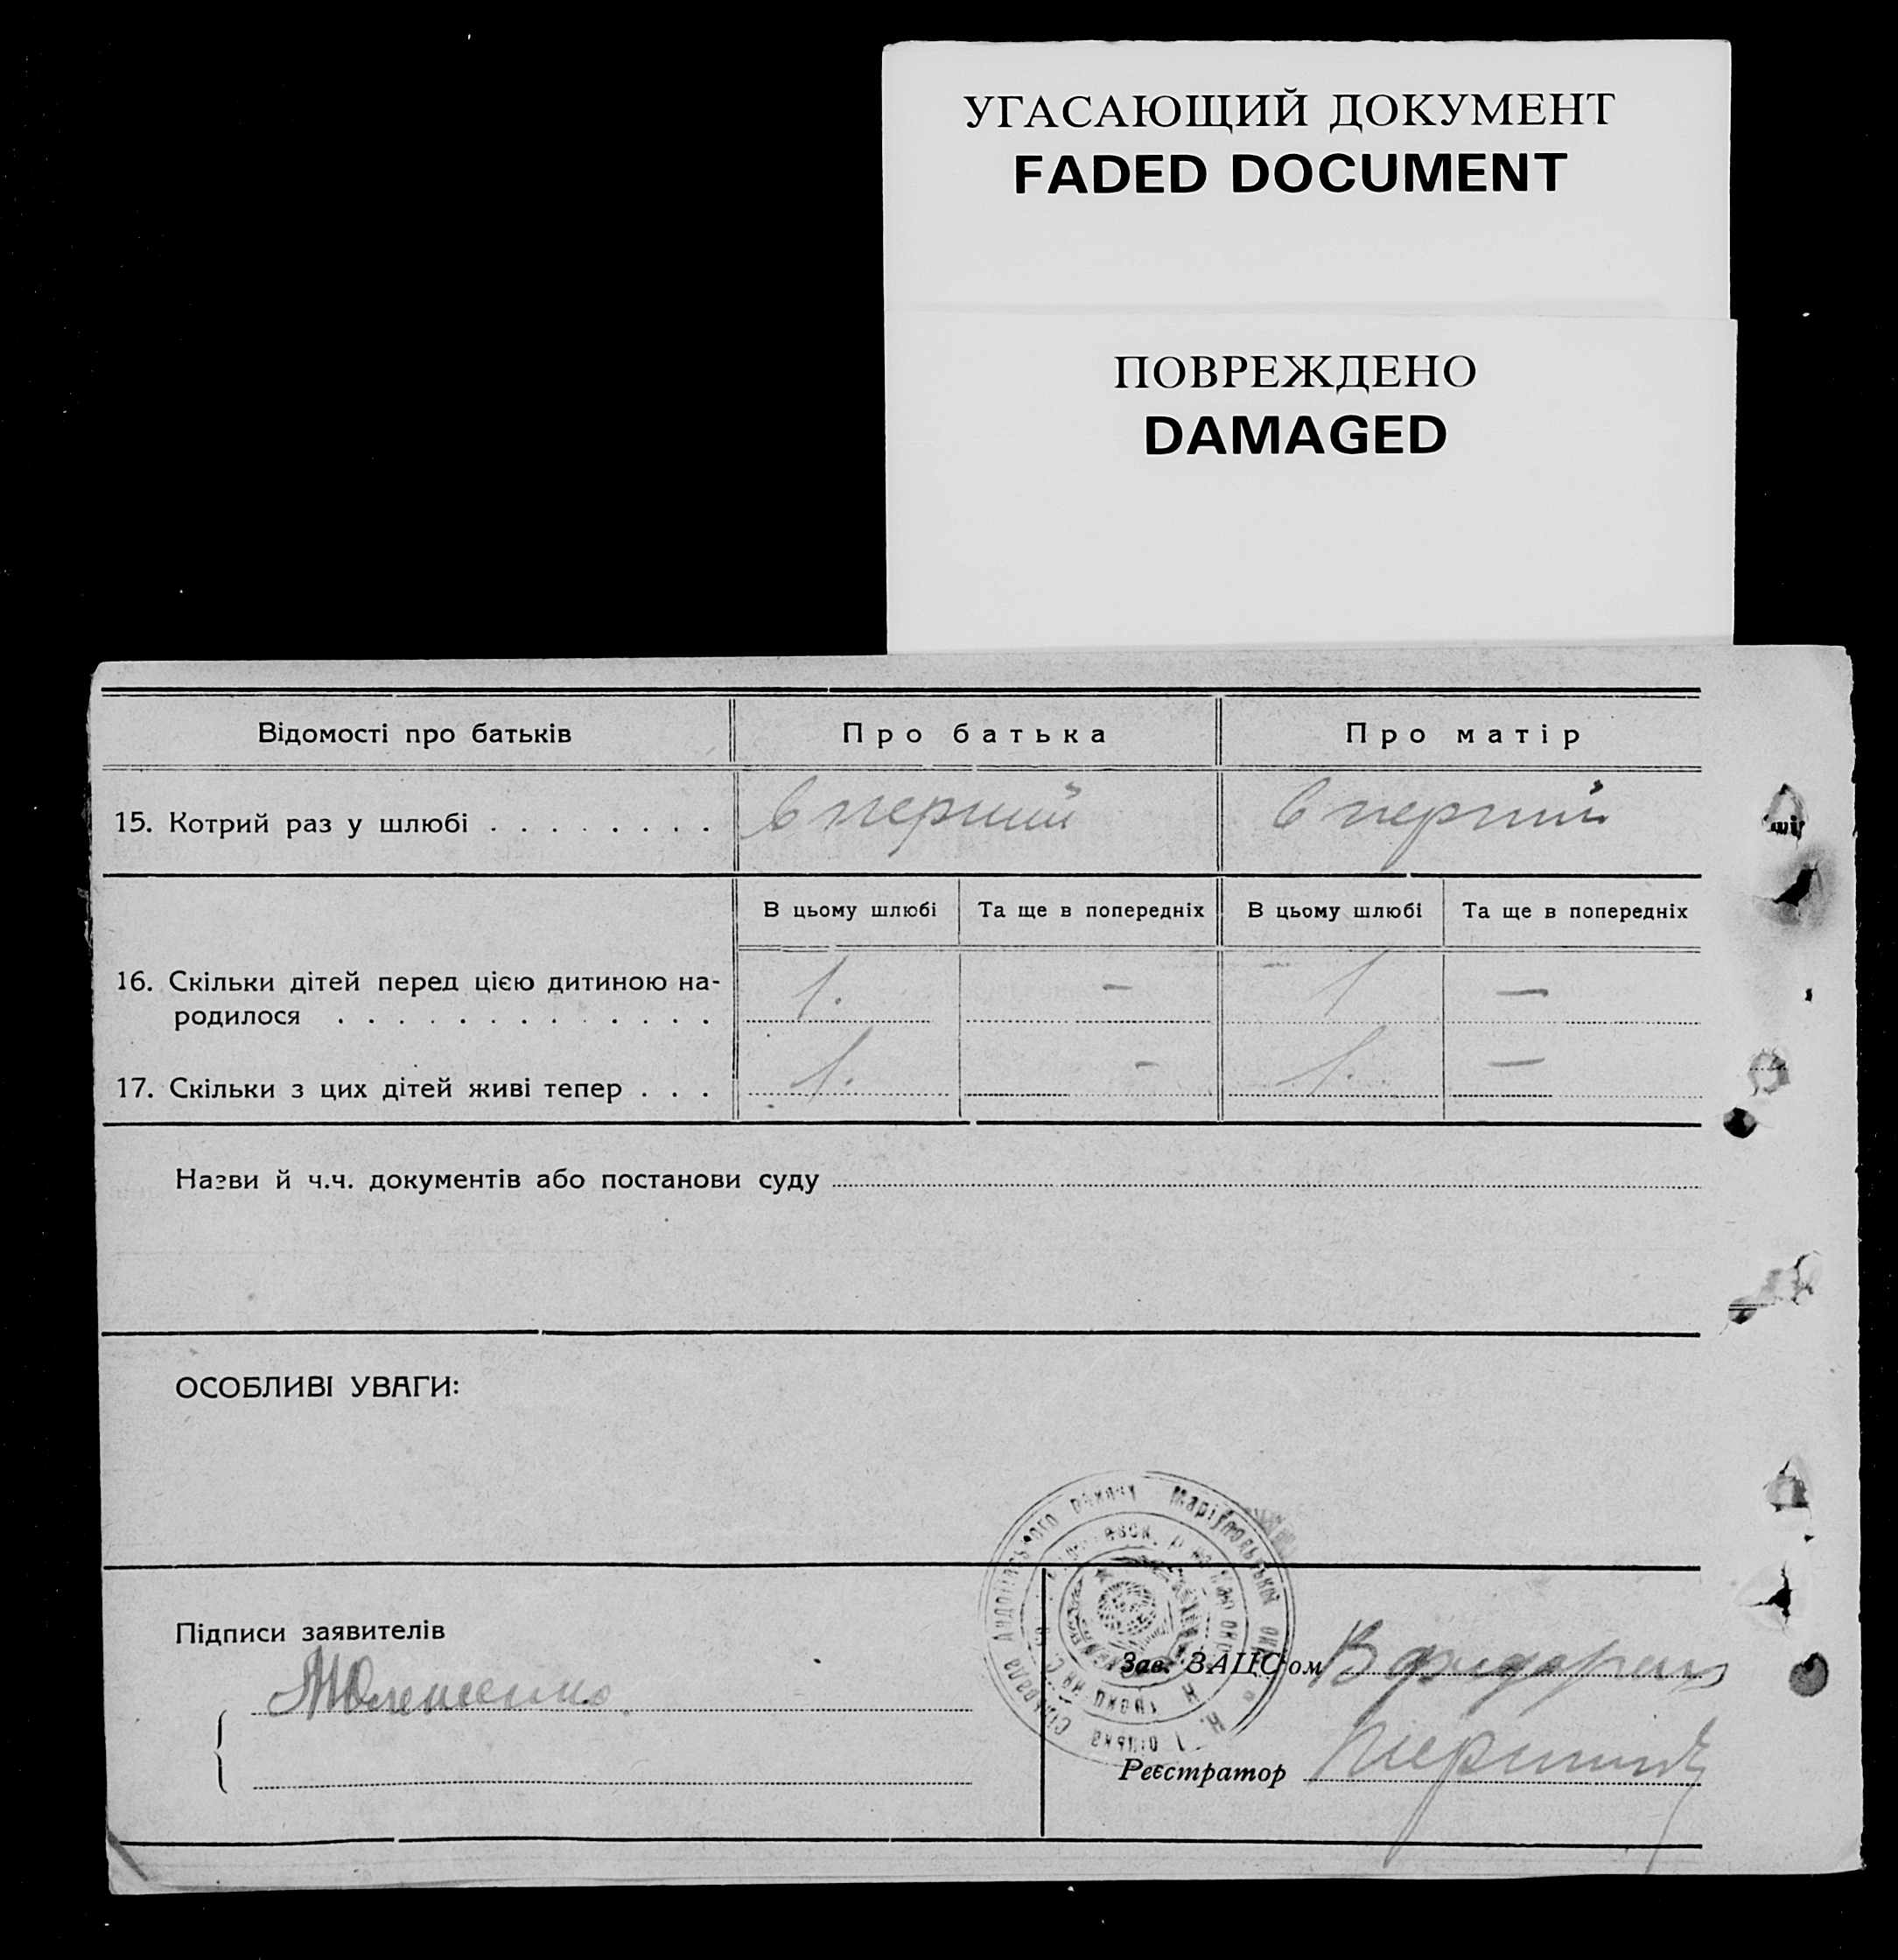 УГАСАЮЩИЙ ДОКУМЕНТ
FADED DOCUMENT
ПОВРЕЖДЕНО
DAMAGED
Відомості про батьків Про батька Про матір
15. Котрий раз у шлюбі . . . . . . . . в перший в перший
В цьому шлюбі Та ще в попередніх В цьому шлюбі Та ще в попередніх
16. Скільки дітей перед цією дитиною на- 1. – 1 —
родилося . . . . . . . . . . . . .
17. Скільки з цих дітей живі тепер . . . 1. – 1. —
Назви й ч.ч. документів або постанови суду
ОСОБЛИВІ УВАГИ:
Маріупольської
Підписи заявителів
Зав. ЗАЦСом
Реєстратор